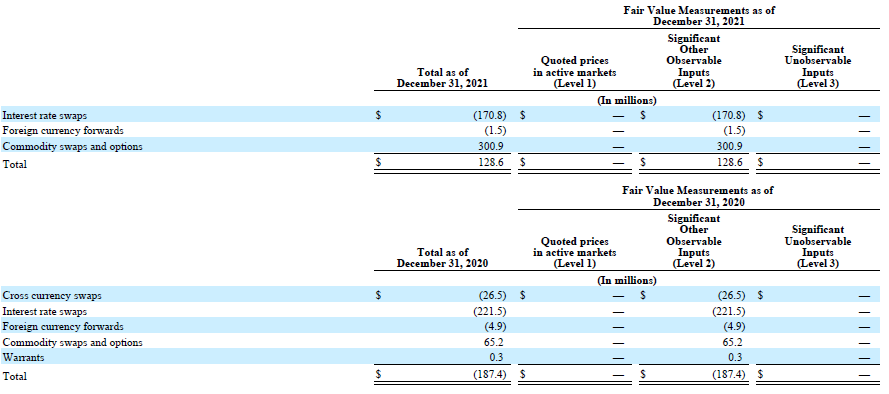 Fair Value Measurements as of
December 31, 2021
Significant
Other
Quoted prices Observable Significant
Unobservable
Total as of in active markets Inputs Inputs
December 31, 2021 (Level 1) (Level 2) (Level 3)
(In millions)
Interest rate swaps $ (170.8) $ — $ (170.8) $ —
Foreign currency forwards (1.5) — (1.5) —
Commodity swaps and options 300.9 — 300.9 —
Total $ 128.6 $ — $ 128.6 $ —
Fair Value Measurements as of
December 31, 2020
Significant
Other
Quoted prices Observable Significant
Unobservable
Total as of in active markets Inputs Inputs
December 31, 2020 (Level 1) (Level 2) (Level 3)
(In millions)
Cross currency swaps $ (26.5) $ — $ (26.5) $ —
Interest rate swaps (221.5) — (221.5) —
Foreign currency forwards (4.9) — (4.9) —
Commodity swaps and options 65.2 — 65.2 —
Warrants 0.3 — 0.3 —
Total $ (187.4) $ — $ (187.4) $ —